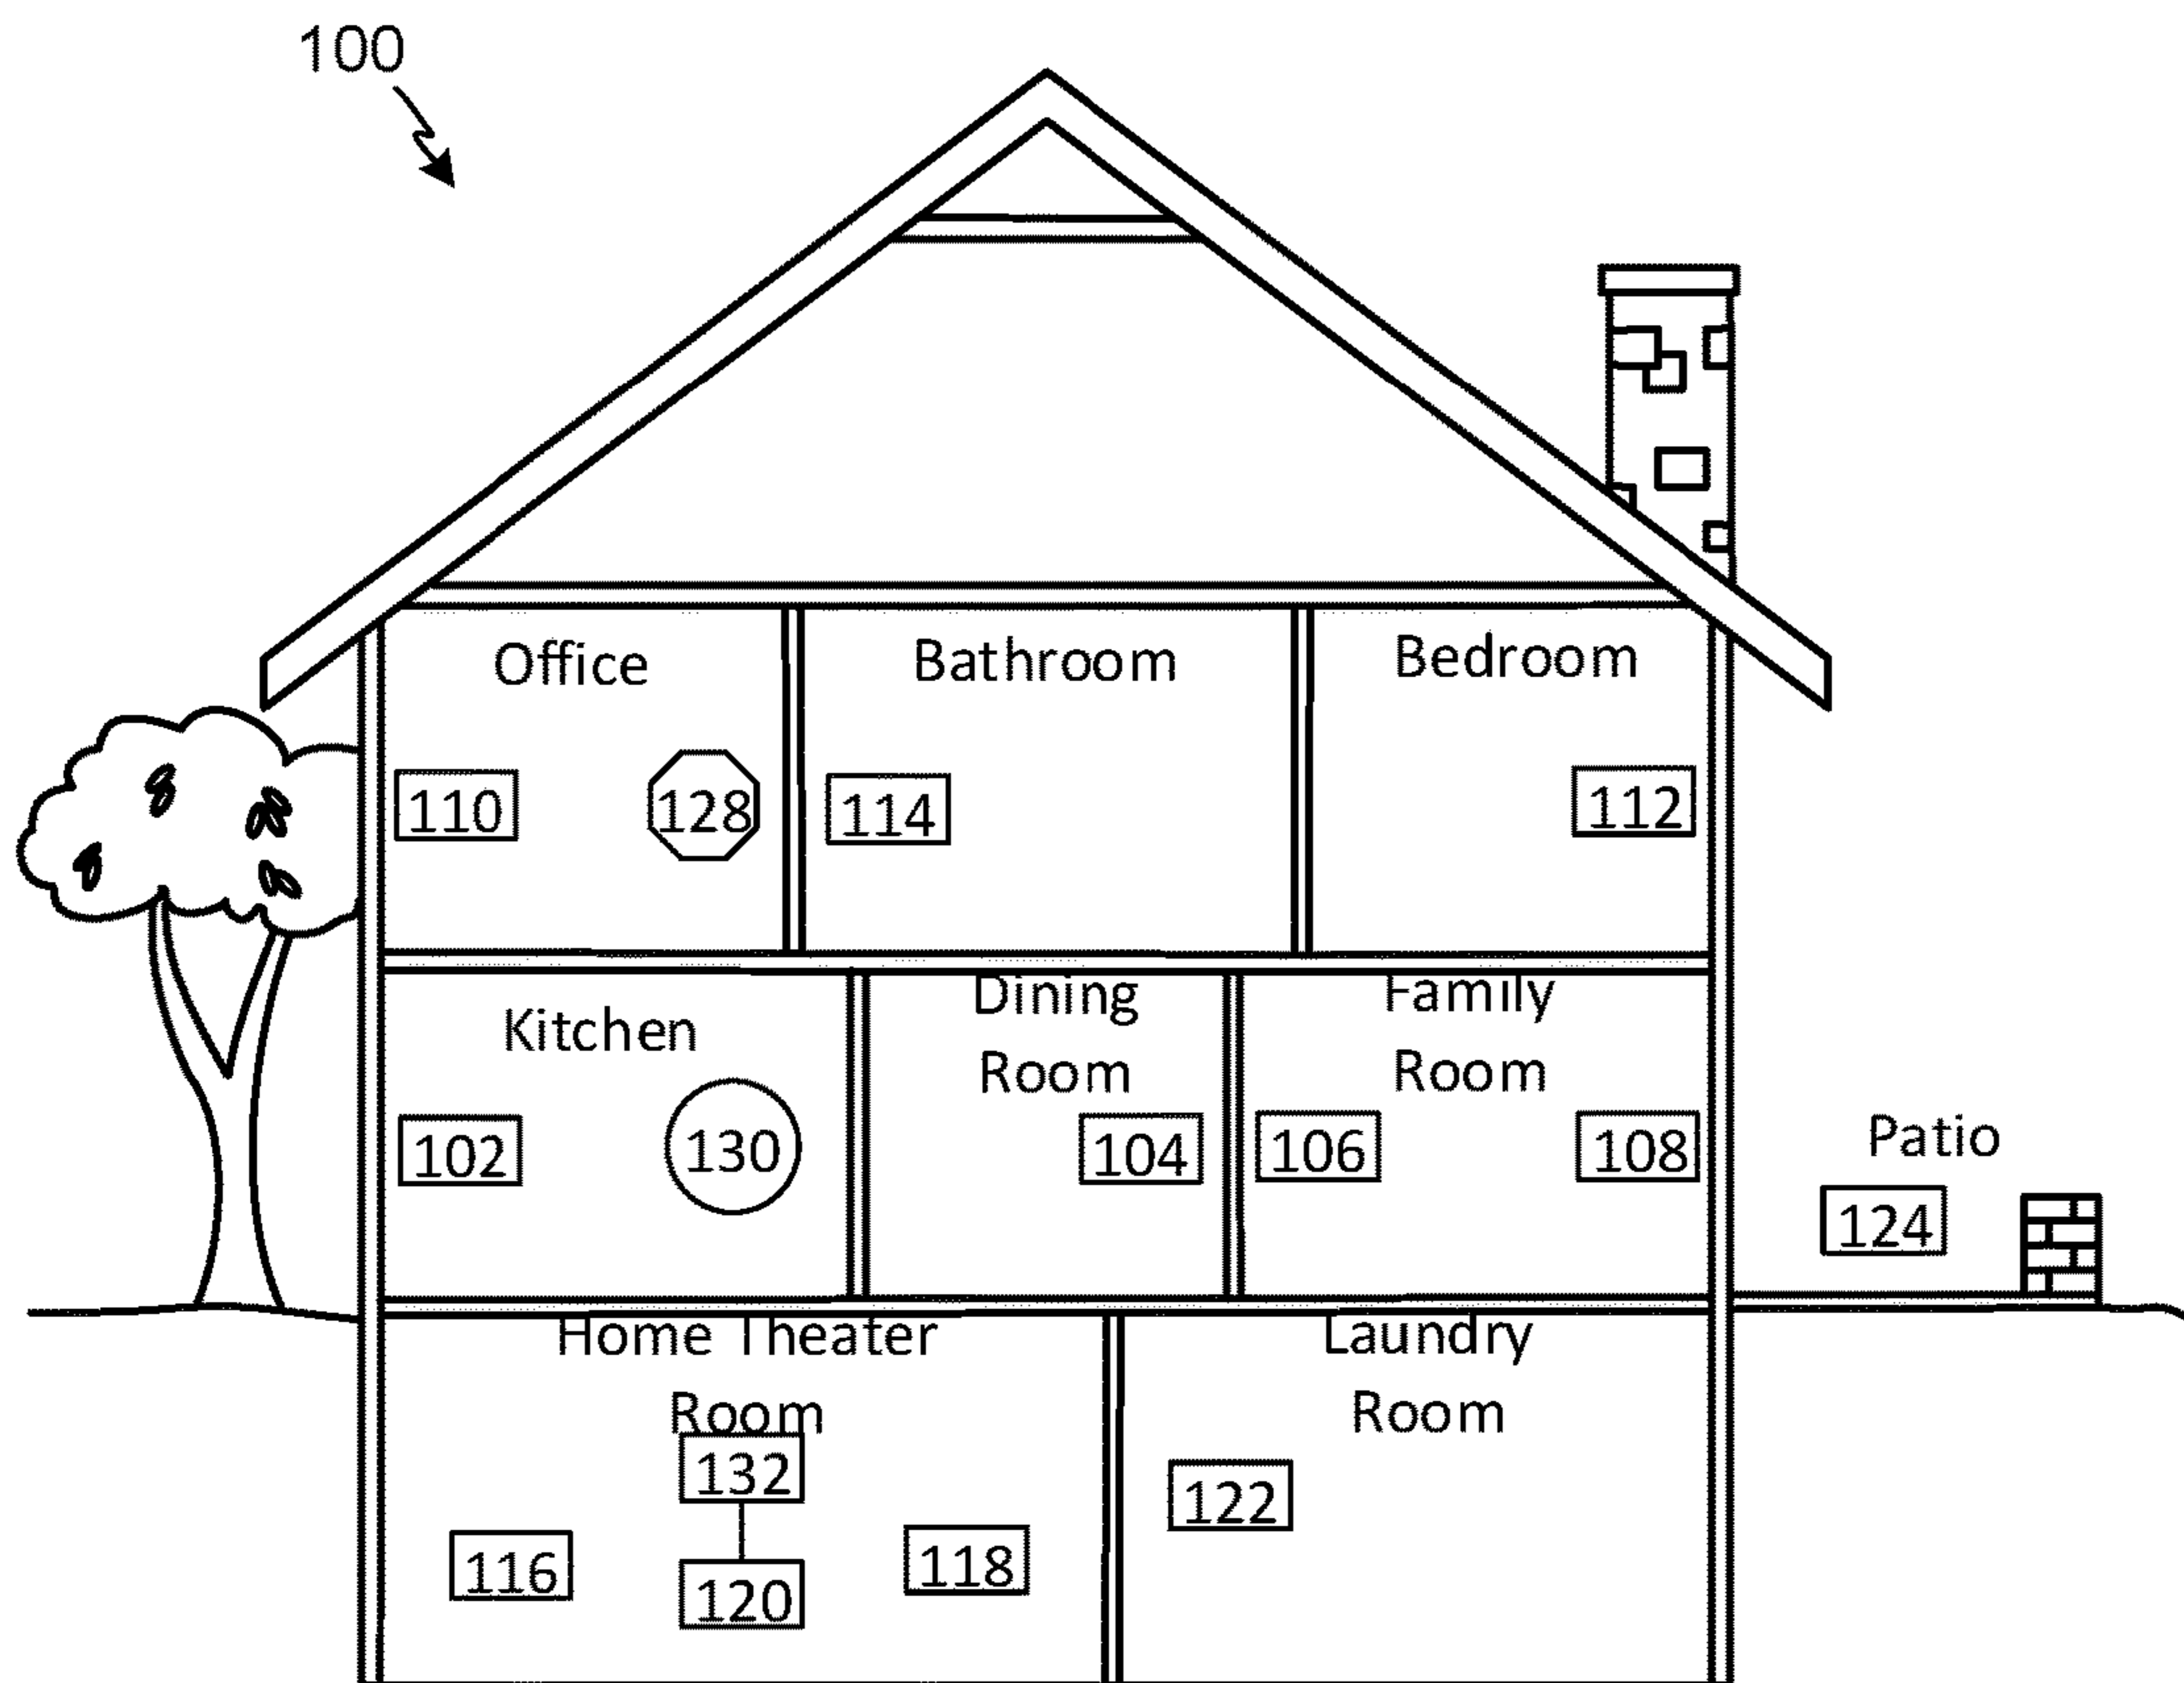 100
Office
Bathroom
Bedroom
110
128
114
112
Kitchen
Dining
Room
Family
Room
102
130
104
106
108
Patio
124
Home Theater
Room
Laundry
Room
132
116
120
118
122